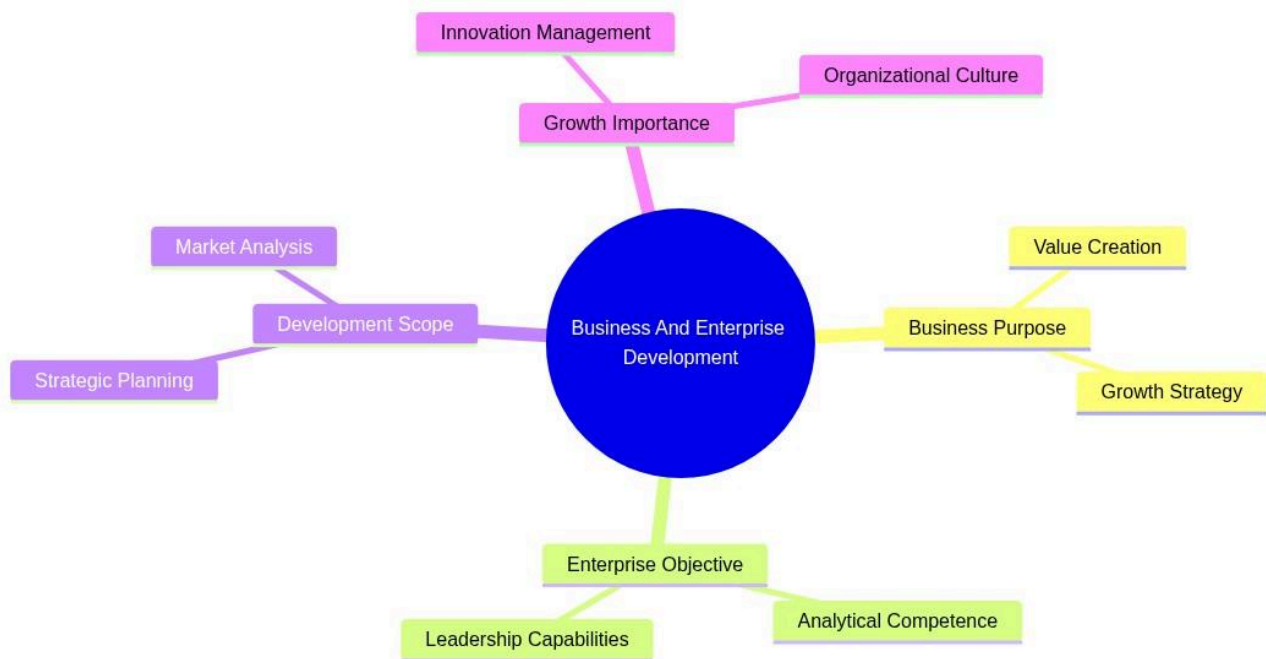 Innovation Management
Organizational Culture
Growth Importance
Market Analysis
Value Creation
Development Scope
Business And Enterprise
Development
Business Purpose
Strategic Planning
Growth Strategy
Enterprise Objective
Leadership Capabilities
Analytical Competence